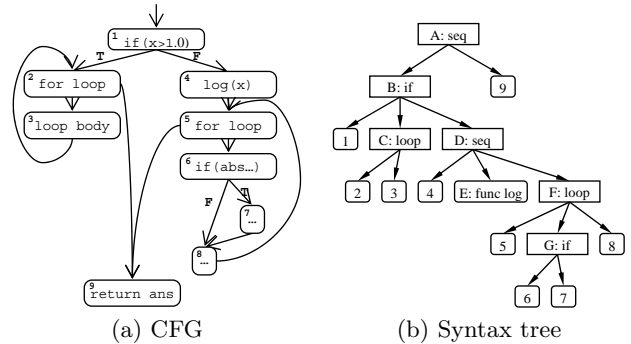 1 if(x>1.0)
T F
2 for loop
4 log(x)
3 loop body
5 for loop
6 if(abs...)
F T
7 ...
8 ...
9 return ans
(a) CFG
A: seq
B: if
9
1
C: loop
D: seq
2
3
4
E: func log
F: loop
5
G: if
8
6
7
(b) Syntax tree